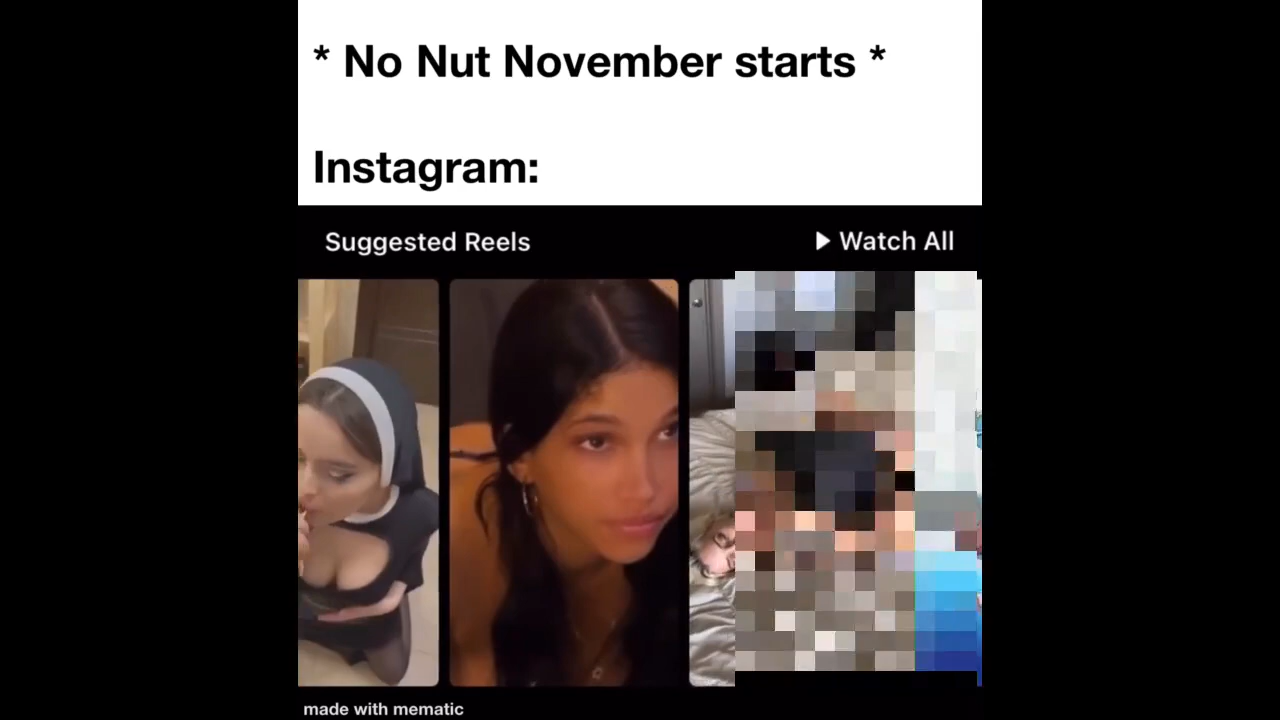 * No Nut November starts *
Instagram:
Suggested Reels
Watch All
made with mematic